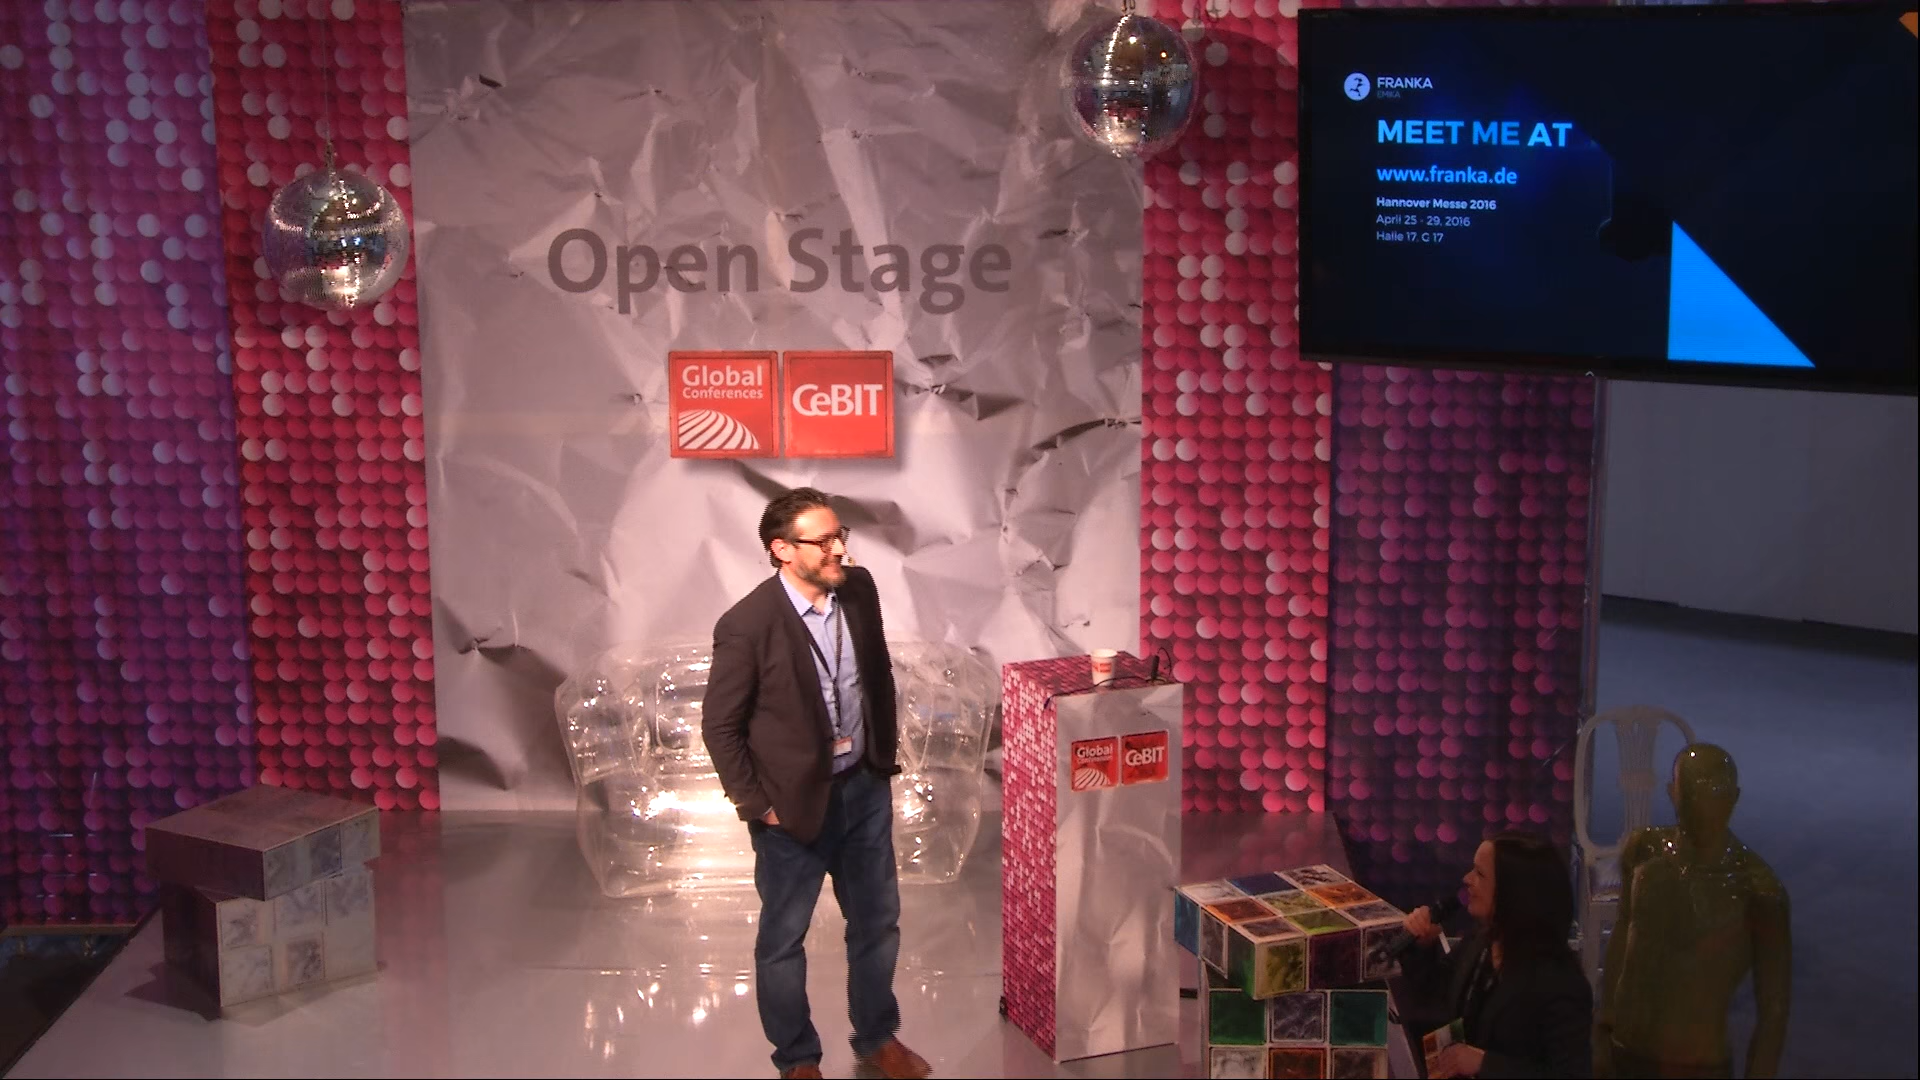 FRANKA
EMIKA
MEET ME AT
www.franka.de
Hannover Messe 2016
April 25 - 29, 2016
Halle 17, G 17
Open Stage
Global
Conferences
CeBIT
Global
Conferences
CeBIT